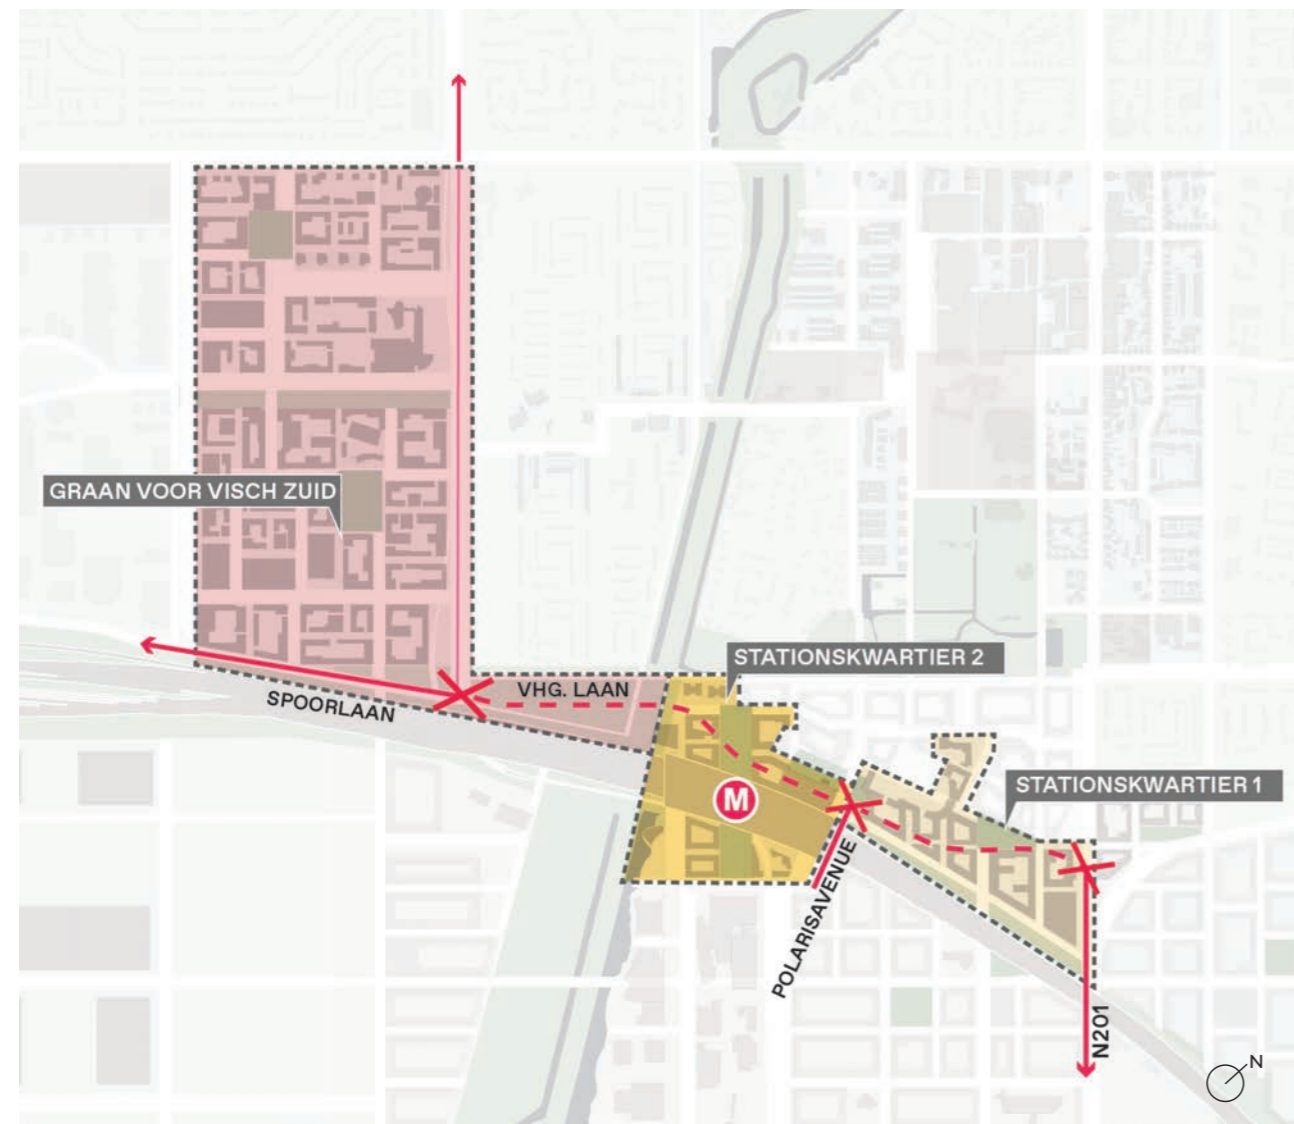 GRAAN VOOR VISCH ZUID
STATIONSKWARTIER 2
VHG. LAAN
SPOORLAAN
STATIONSKWARTIER 1
M
POLARISAVENUE
N201
N